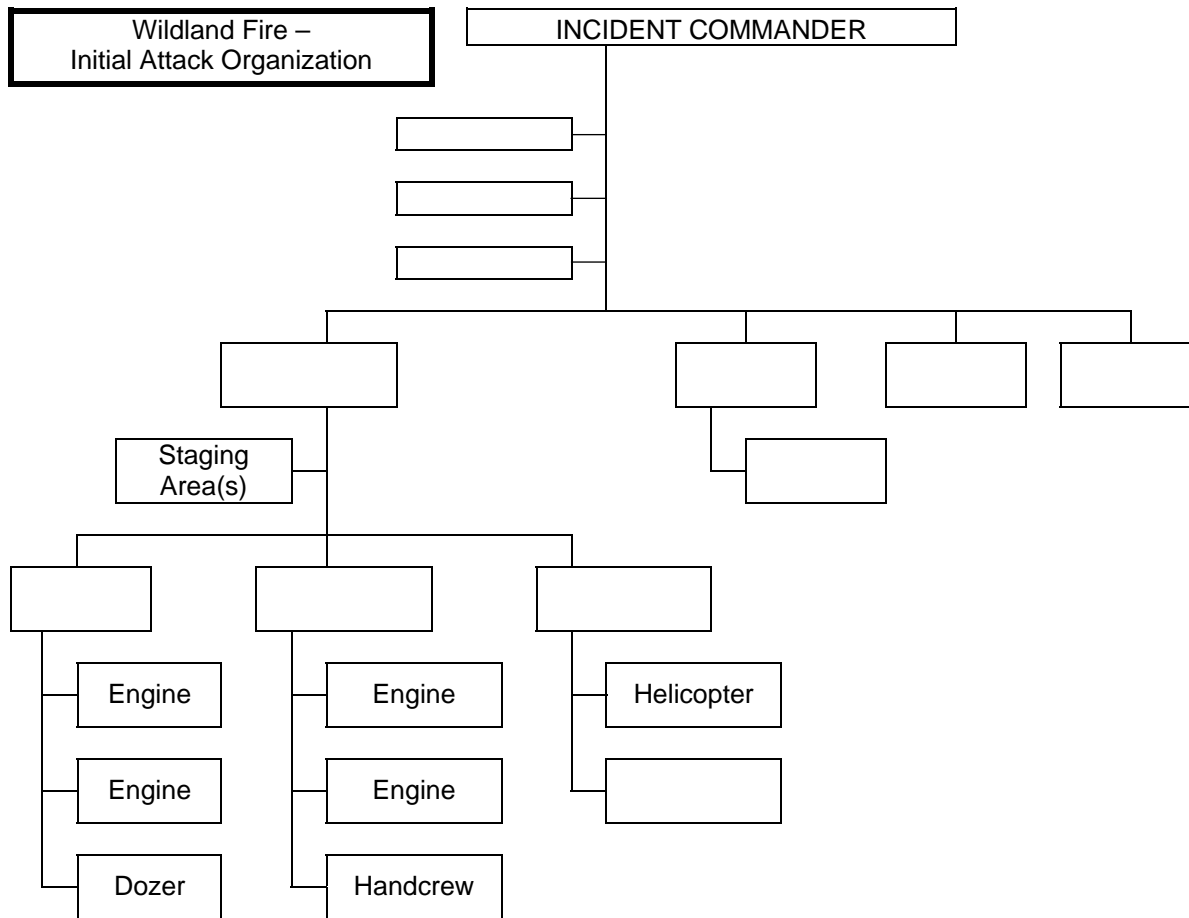 Wildland Fire –
Initial Attack Organization
INCIDENT COMMANDER
Staging
Area(s)
Engine
Engine
Helicopter
Engine
Engine
Dozer
Handcrew